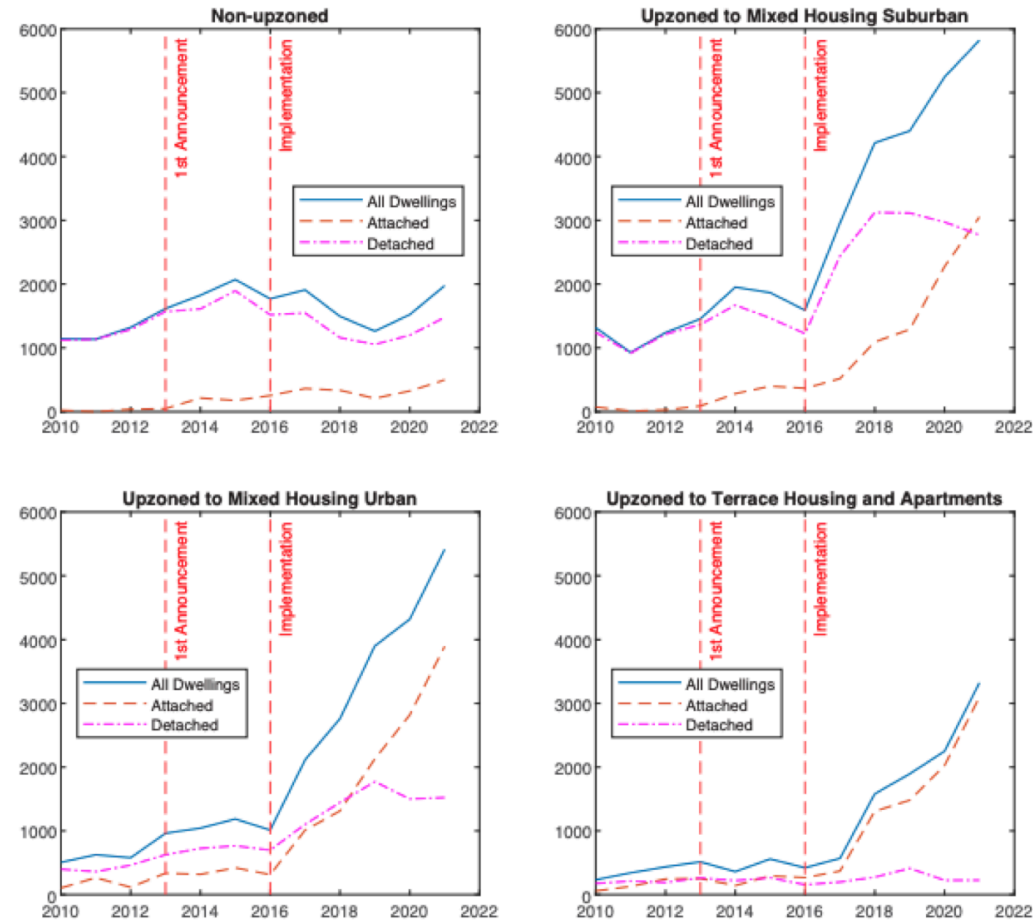 Non-upzoned
6000
5000
4000
3000
2000
1000
0
2010 2012 2014 2016 2018 2020 2022
1st Announcement
Implementation
All Dwellings
Attached
Detached
Upzoned to Mixed Housing Suburban
6000
5000
4000
3000
2000
1000
0
2010 2012 2014 2016 2018 2020 2022
1st Announcement
Implementation
All Dwellings
Attached
Detached
Upzoned to Mixed Housing Urban
6000
5000
4000
3000
2000
1000
0
2010 2012 2014 2016 2018 2020 2022
1st Announcement
Implementation
All Dwellings
Attached
Detached
Upzoned to Terrace Housing and Apartments
6000
5000
4000
3000
2000
1000
0
2010 2012 2014 2016 2018 2020 2022
1st Announcement
Implementation
All Dwellings
Attached
Detached